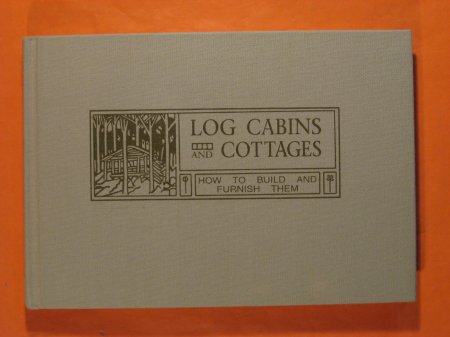 LOG CABINS
AND COTTAGES
HOW TO BUILD AND
FURNISH THEM